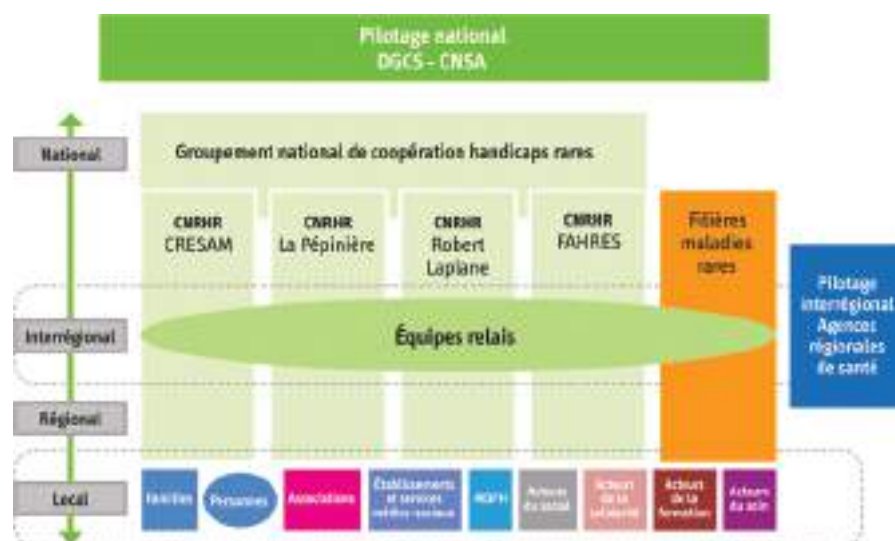 Pilotage national
DGCS - CNSA
National
Groupement national de coopération handicaps rares
CNRHR
CRESAM
CNRHR
La Pépinière
CNRHR
Robert
Laplane
CNRHR
FAHRES
Filières
maladies
rares
Pilotage
interrégional
Agences
régionales
de santé
Interrégional
Équipes relais
Régional
Local
Familles
Personnes
Associations
Établissements
et services
médico-sociaux
MDPH
Acteurs
du social
Acteurs
de la
Acteurs
de la
formation
Acteurs
du soin